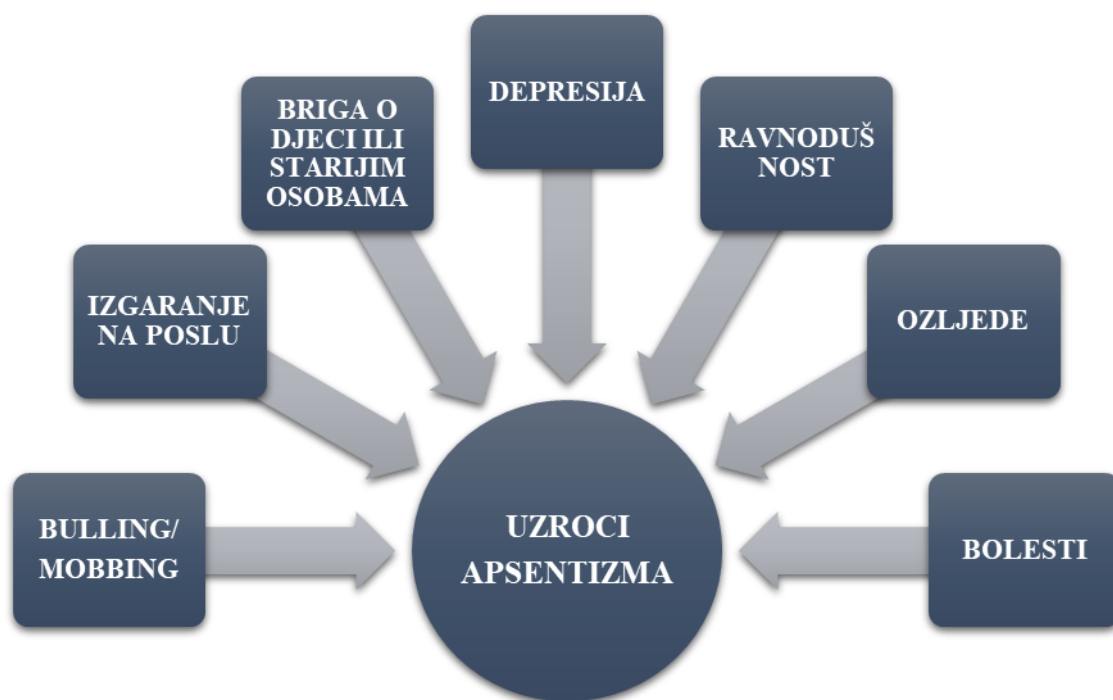 DEPRESIJA
BRIGA O
DJECI ILI
STARIJIM
OSOBAMA
RAVNODUŠ
NOST
IZGARANJE
NA POSLU
OZLJEDE
BULLING/
MOBBING
UZROCI
APSENTIZMA
BOLESTI